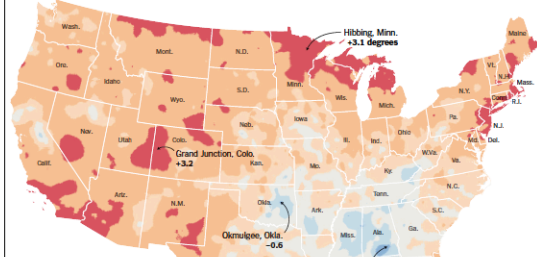 Wash.
Maine
Mont.
N.D.
Hibbing, Minn.
+3.1 degrees
Ore.
Idaho
Minn.
Vt.
N.H.
Mass.
S.D.
Wis.
N.Y.
Wyo.
Mich.
Conn.
R.I.
Iowa
Pa.
N.J.
Neb.
Nev.
Utah
Colo.
Ill.
Ind.
Ohio
Md.
Del.
Grand Junction, Colo.
+3.2
Calif.
Kan.
Mo.
Ky.
W.Va.
Va.
Ariz.
N.M.
Okla.
Ark.
Tenn.
N.C.
S.C.
Okmulgee, Okla.
−0.6
Miss.
Ala.
Ga.